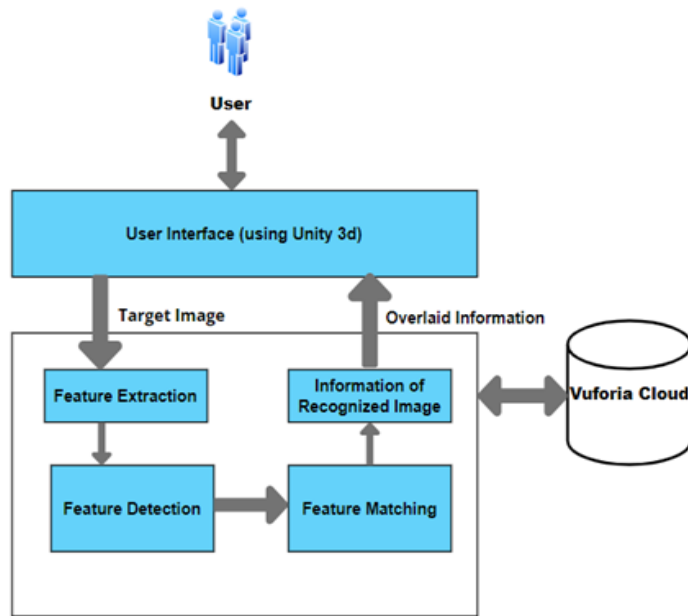 User
User Interface (using Unity 3d)
Target Image
Overlaid Information
Feature Extraction
Information of
Recognized Image
Vuforia Cloud
Feature Detection
Feature Matching